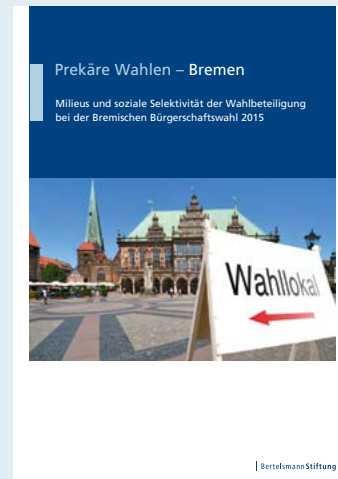 Prekäre Wahlen – Bremen
Milieus und soziale Selektivität der Wahlbeteiligung
bei der Bremischen Bürgerschaftswahl 2015
Wahllokal
BertelsmannStiftung